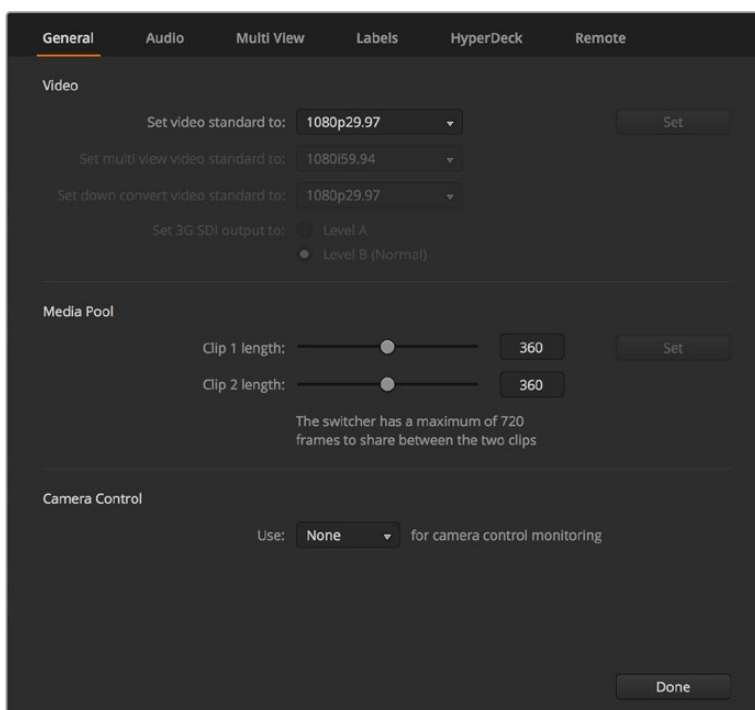 General Audio Multi View Labels HyperDeck Remote
Video
Set video standard to: 1080p29.97 Set
Set multi view video standard to: 1080i59.94
Set down convert video standard to: 1080p29.97
Set 3G SDI output to: Level A
Level B (Normal)
Media Pool
Clip 1 length: 360 Set
Clip 2 length: 360
The switcher has a maximum of 720
frames to share between the two clips
Camera Control
Use: None for camera control monitoring
Done